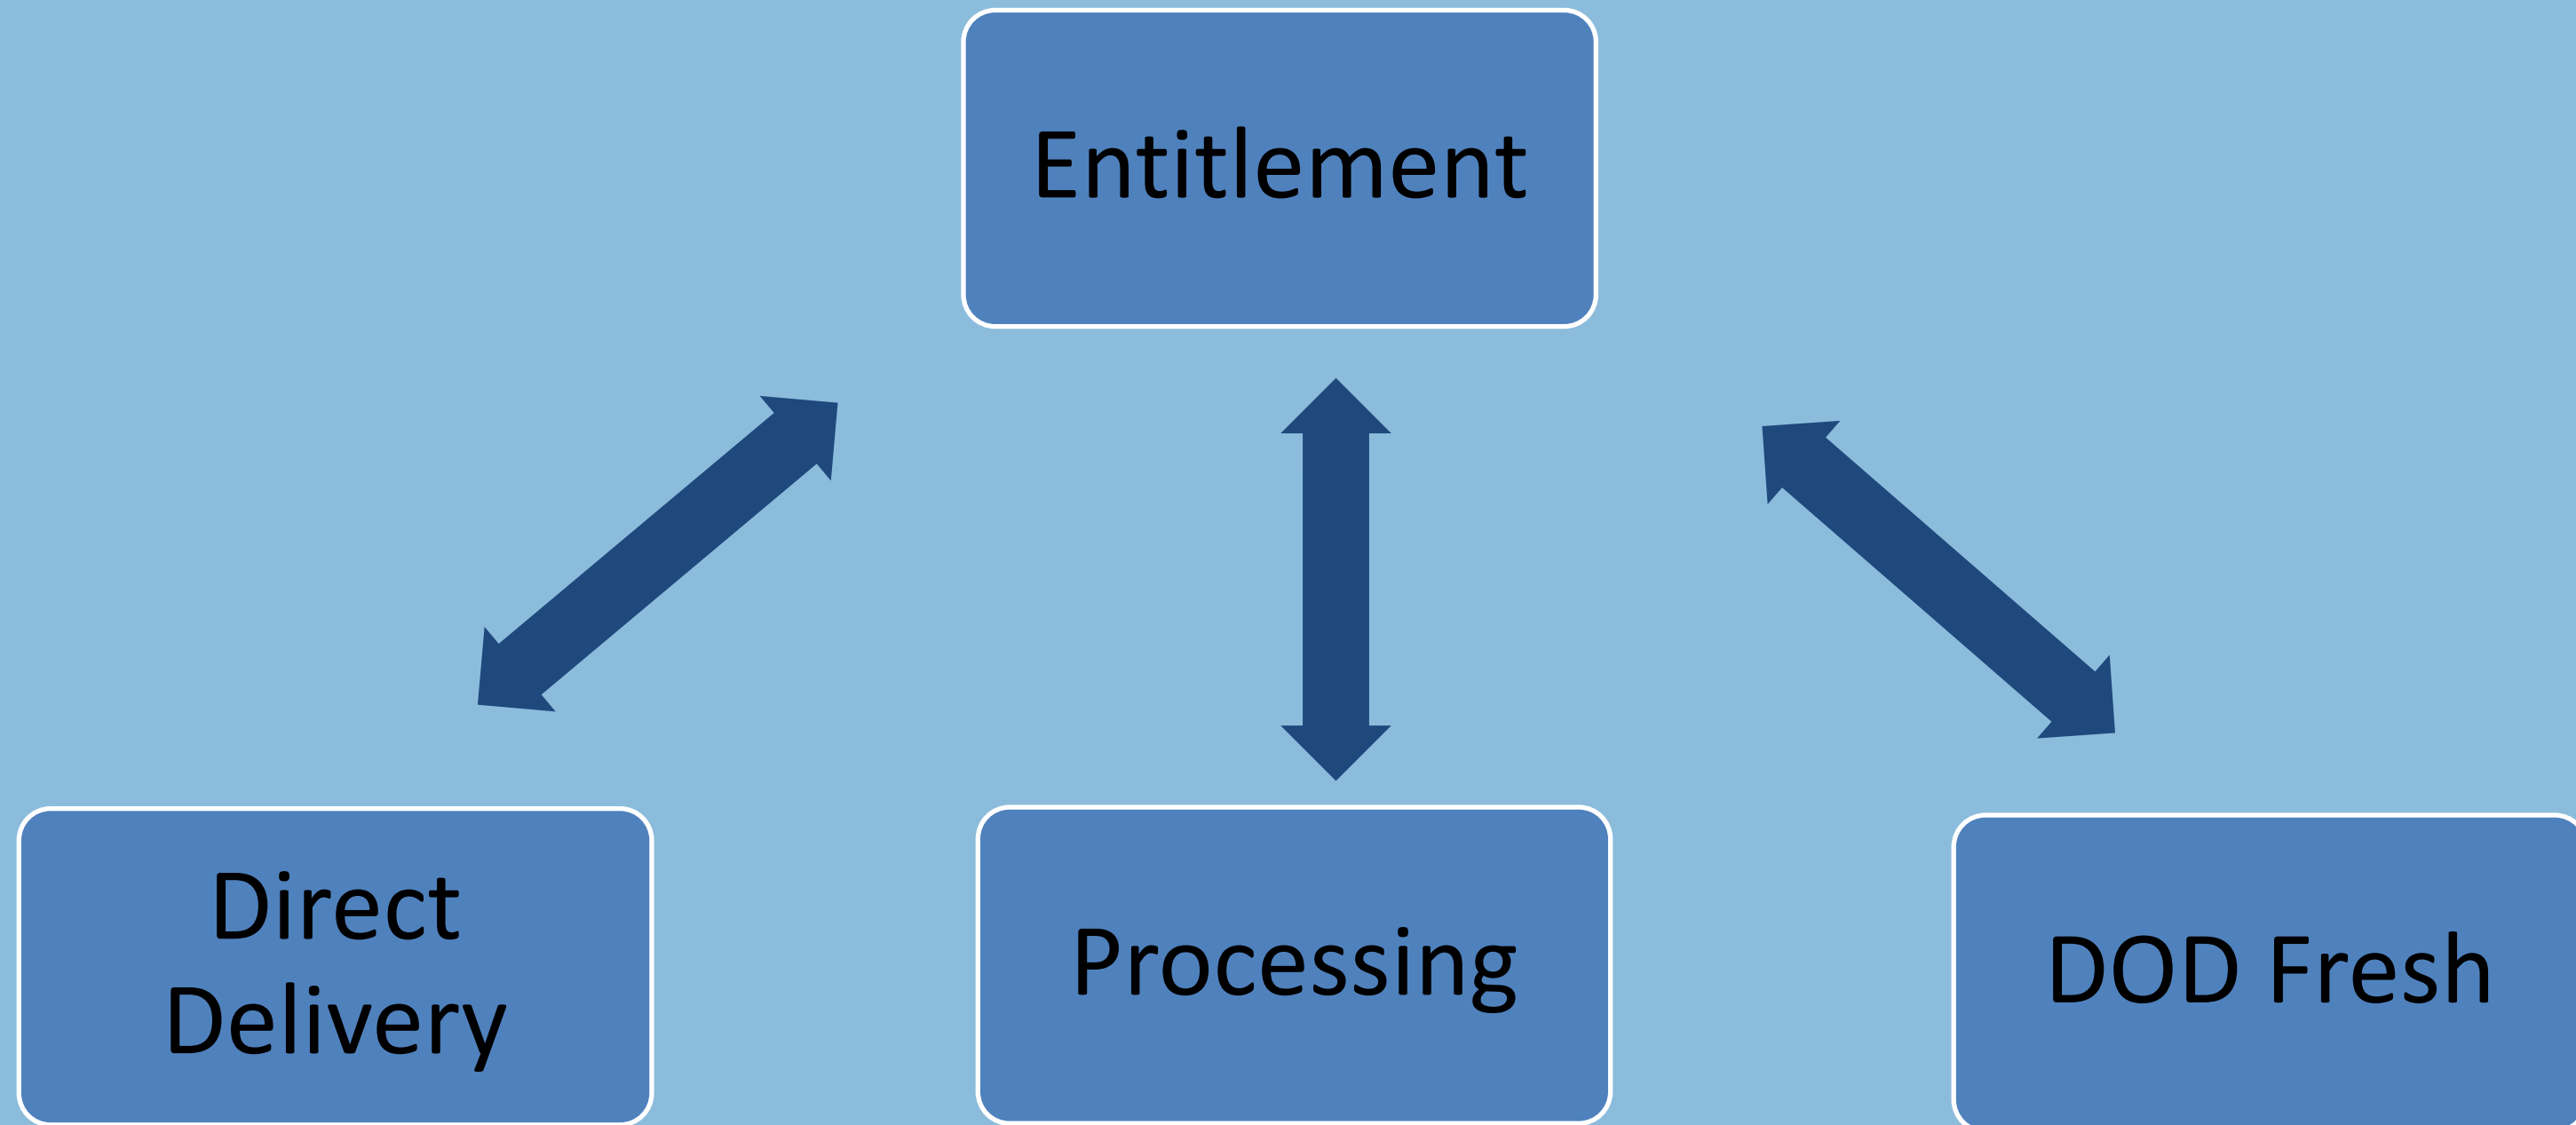 Entitlement
Direct
Delivery
Processing
DOD Fresh